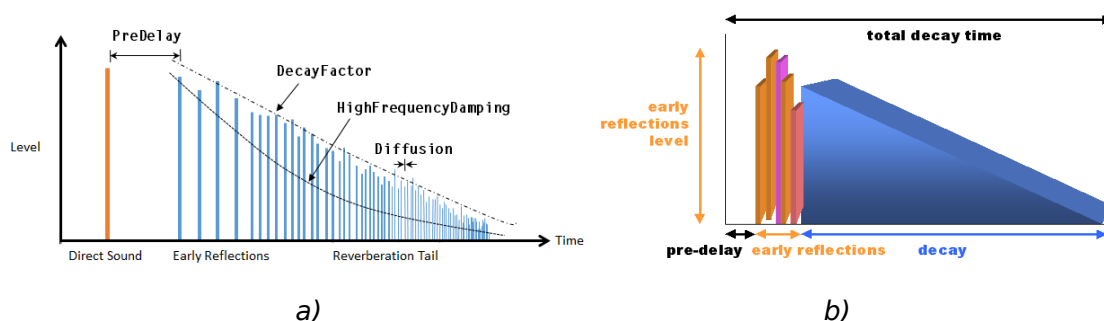 PreDelay
DecayFactor
HighFrequencyDamping
Diffusion
Level
Time
Direct Sound
Early Reflections
Reverberation Tail
a)
total decay time
early
reflections
level
pre-delay
early reflections
decay
b)